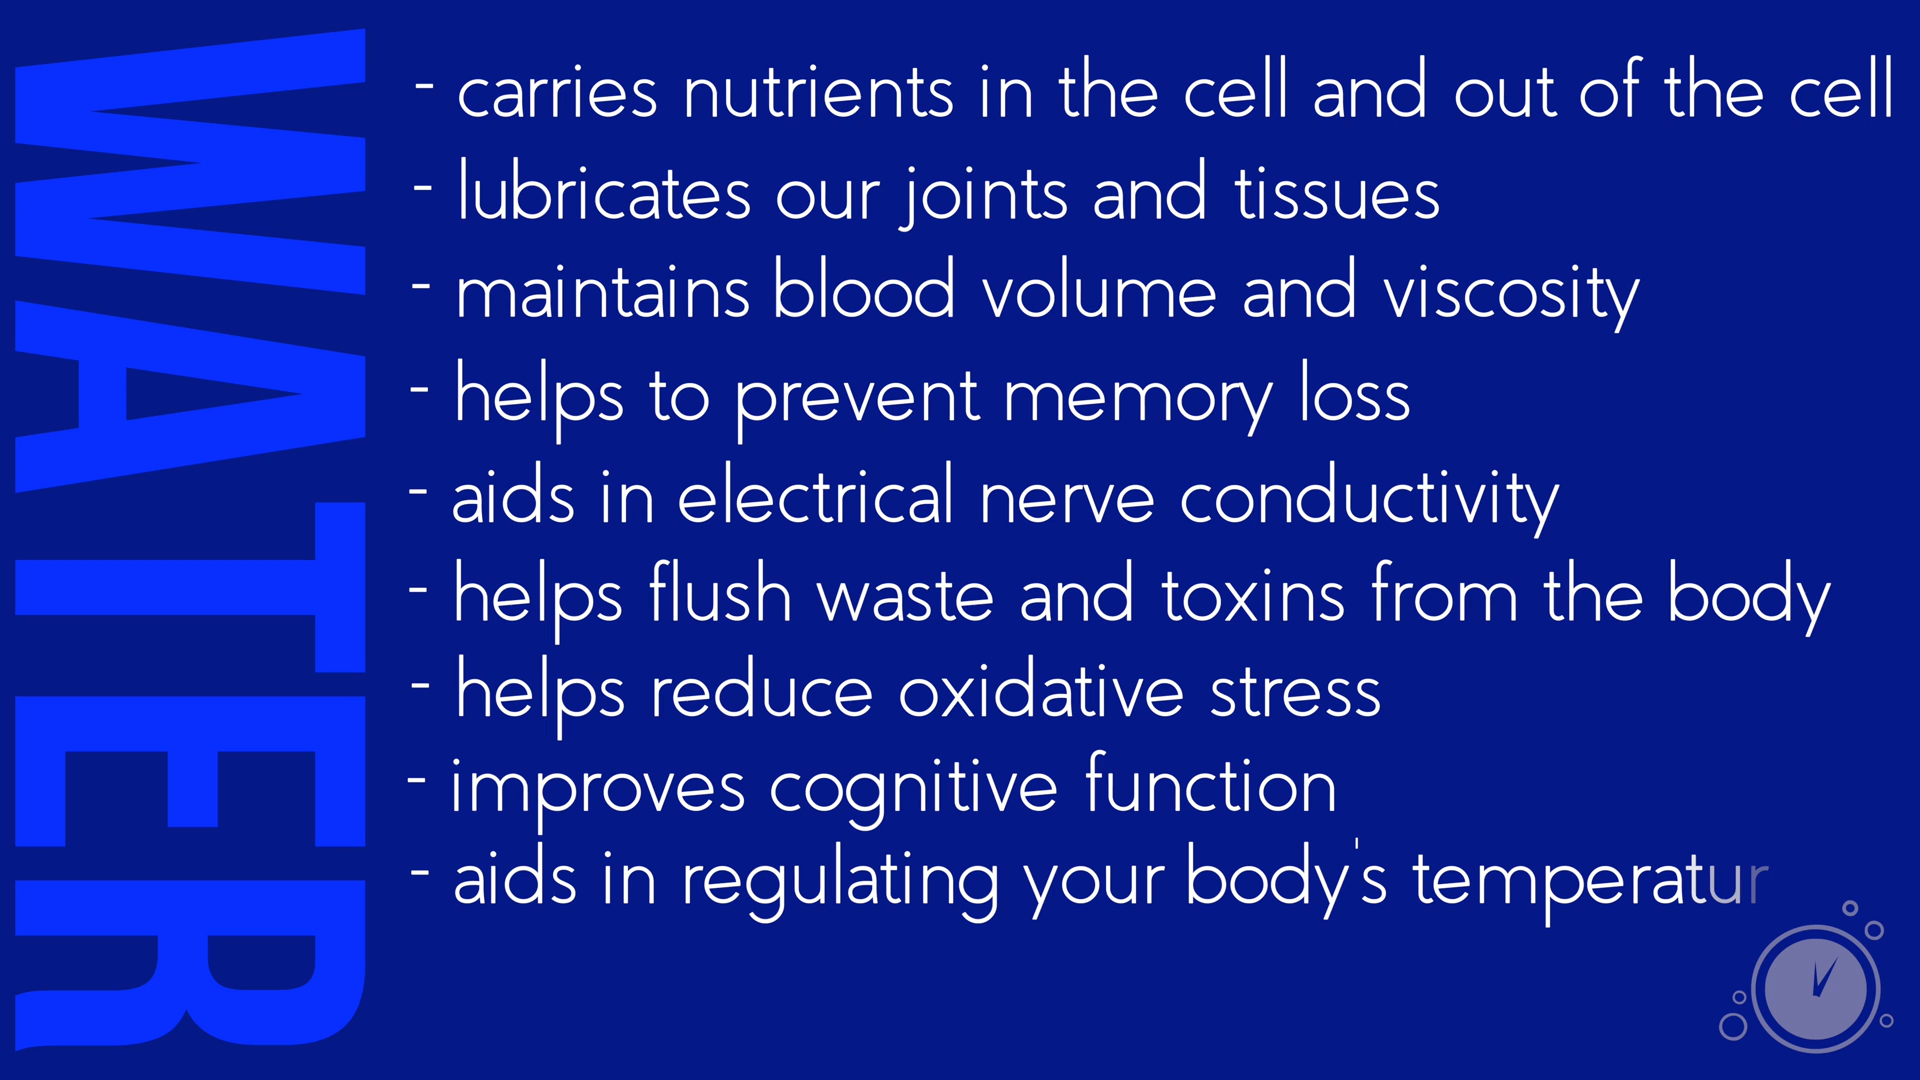 WATER
- carries nutrients in the cell and out of the cell
- lubricates our joints and tissues
- maintains blood volume and viscosity
- helps to prevent memory loss
- aids in electrical nerve conductivity
- helps flush waste and toxins from the body
- helps reduce oxidative stress
- improves cognitive function
- aids in regulating your body's temperatur